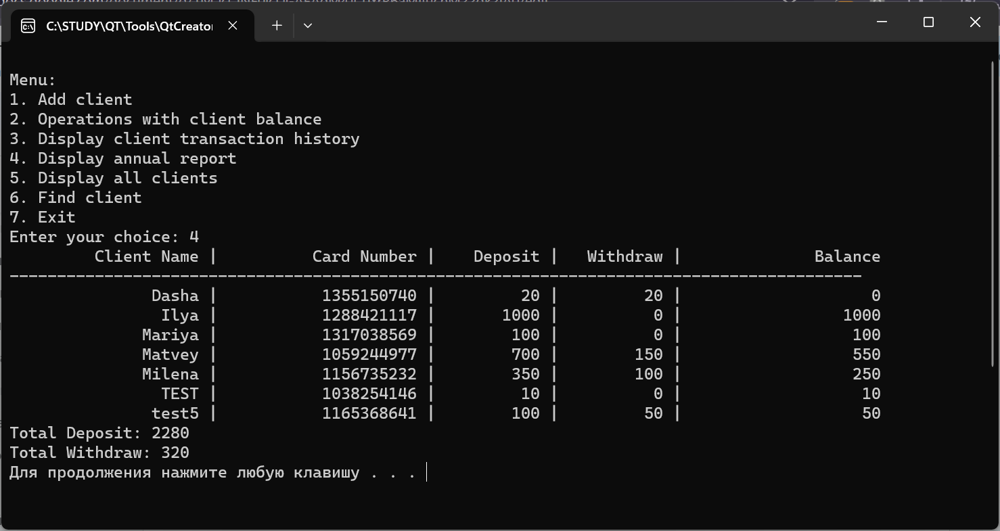 C:\STUDY\QT\Tools\QtCreator
Menu:
1. Add client
2. Operations with client balance
3. Display client transaction history
4. Display annual report
5. Display all clients
6. Find client
7. Exit
Enter your choice: 4
Client Name | Card Number | Deposit | Withdraw | Balance
------------------------------------------------------------------------------------------
Dasha | 1355150740 | 20 | 20 | 0
Ilya | 1288421117 | 1000 | 0 | 1000
Mariya | 1317038569 | 100 | 0 | 100
Matvey | 1059244977 | 700 | 150 | 550
Milena | 1156735232 | 350 | 100 | 250
TEST | 1038254146 | 10 | 0 | 10
test5 | 1165368641 | 100 | 50 | 50
Total Deposit: 2280
Total Withdraw: 320
Для продолжения нажмите любую клавишу . . .